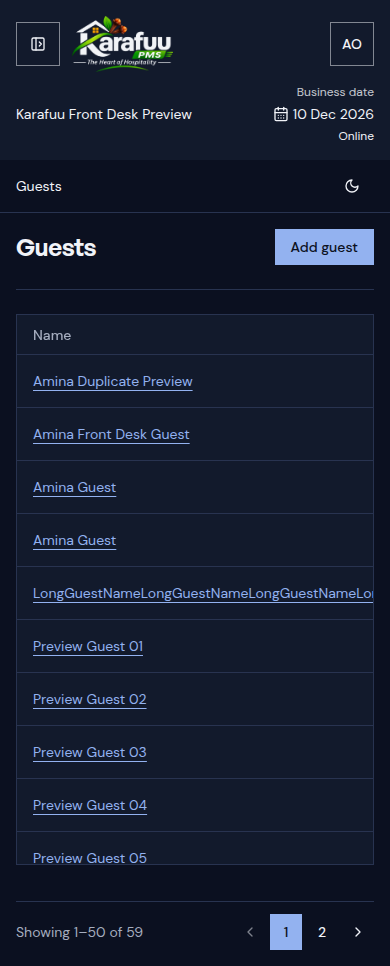 Karafuu
PMS
The Heart of Hospitality
AO
Business date
Karafuu Front Desk Preview
10 Dec 2026
Online
Guests
Guests
Add guest
Name
Amina Duplicate Preview
Amina Front Desk Guest
Amina Guest
Amina Guest
LongGuestNameLongGuestNameLongGuestNameLon
Preview Guest 01
Preview Guest 02
Preview Guest 03
Preview Guest 04
Preview Guest 05
Showing 1–50 of 59
1
2